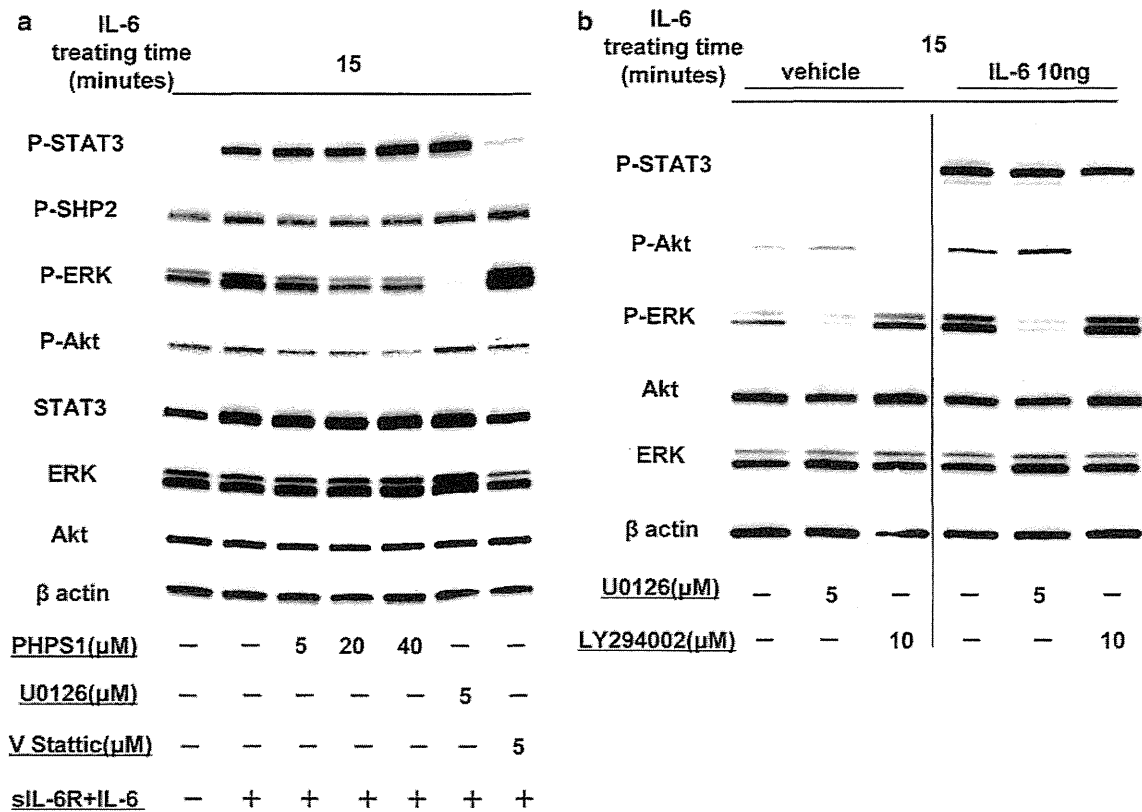 a
IL-6
treating time
(minutes)
15
P-STAT3
P-SHP2
P-ERK
P-Akt
STAT3
ERK
Akt
β actin
PHPS1(μM) – – 5 20 40 – –
U0126(μM) – – – – – 5 –
V Stattic(μM) – – – – – – 5
sIL-6R+IL-6 – + + + + + +
b
IL-6
treating time
(minutes)
15
vehicle IL-6 10ng
P-STAT3
P-Akt
P-ERK
Akt
ERK
β actin
U0126(μM) – 5 – – 5 –
LY294002(μM) – – 10 – – 10